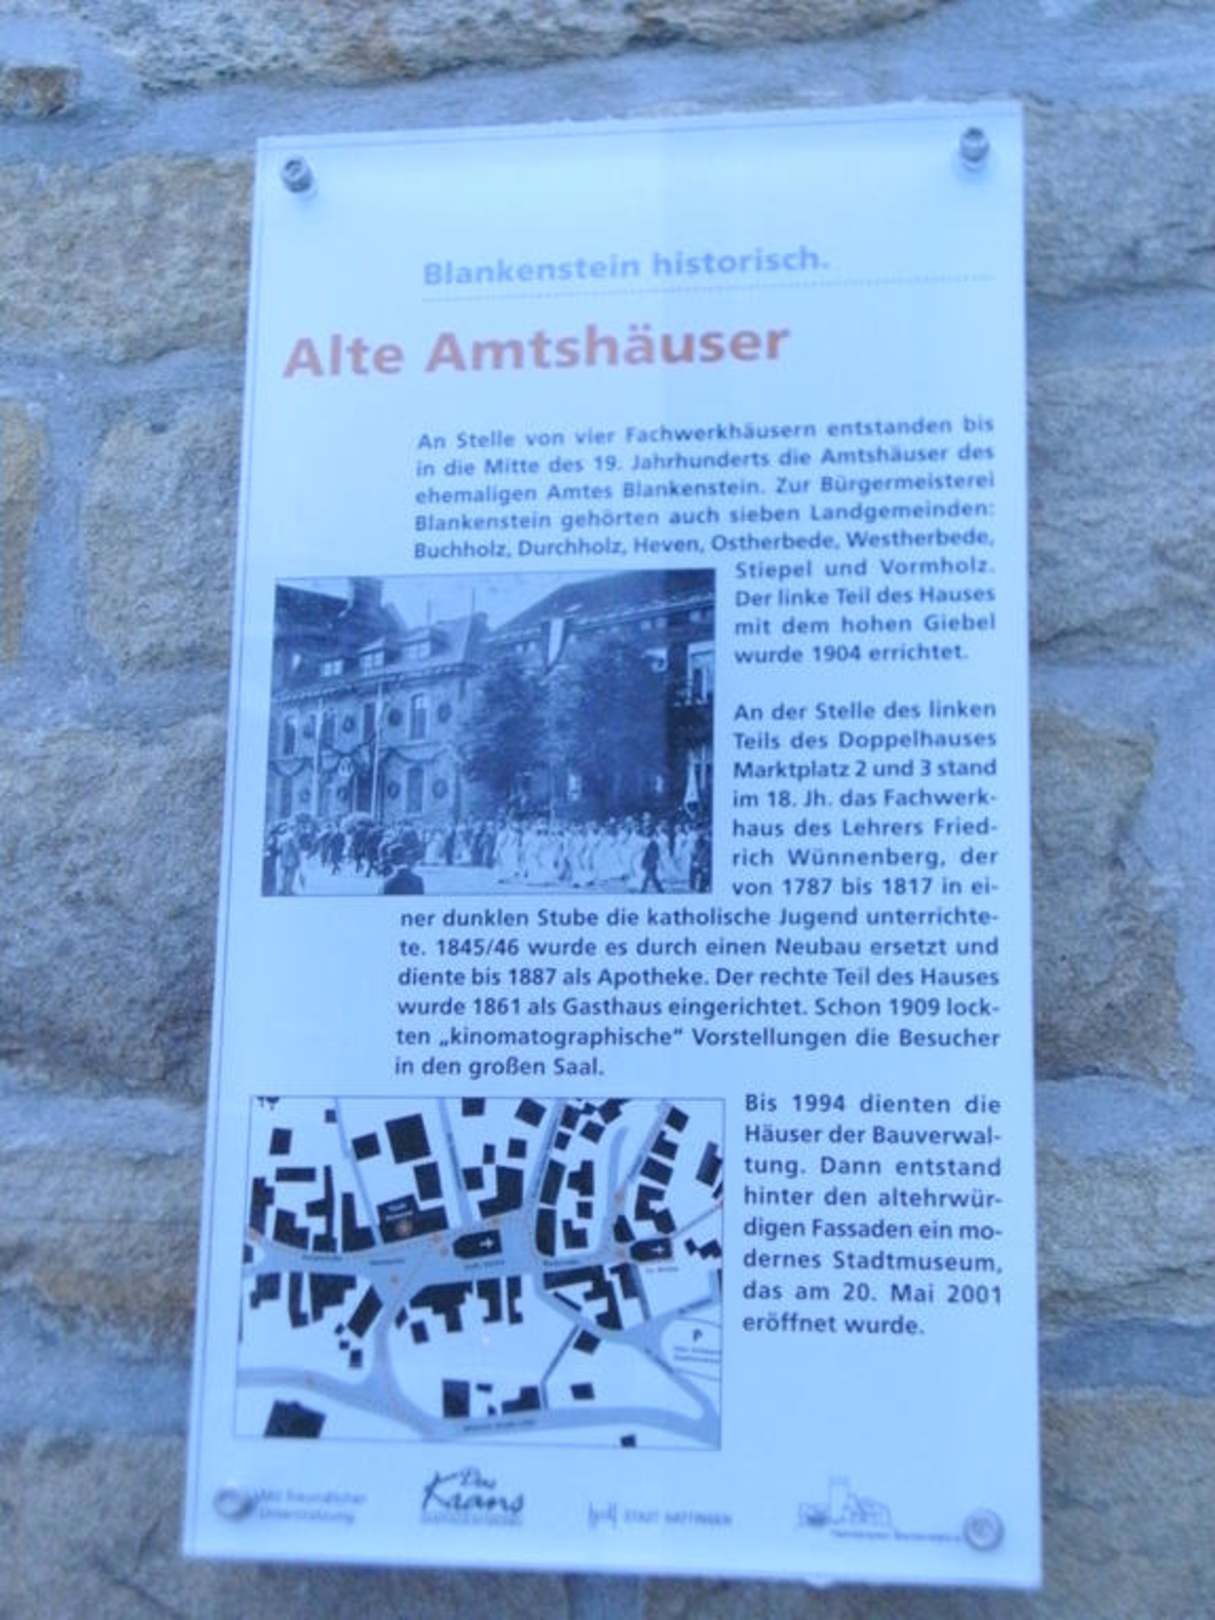 Blankenstein historisch.
Alte Amtshäuser
An Stelle von vier Fachwerkhäusern entstanden bis
in die Mitte des 19. Jahrhunderts die Amtshäuser des
ehemaligen Amtes Blankenstein. Zur Bürgermeisterei
Blankenstein gehörten auch sieben Landgemeinden:
Buchholz, Durchholz, Heven, Ostherbede, Westherbede,
Stiepel und Vormholz.
Der linke Teil des Hauses
mit dem hohen Giebel
wurde 1904 errichtet.
An der Stelle des linken
Teils des Doppelhauses
Marktplatz 2 und 3 stand
im 18. Jh. das Fachwerk-
haus des Lehrers Fried-
rich Wünnenberg, der
von 1787 bis 1817 in ei-
ner dunklen Stube die katholische Jugend unterrichte-
te. 1845/46 wurde es durch einen Neubau ersetzt und
diente bis 1887 als Apotheke. Der rechte Teil des Hauses
wurde 1861 als Gasthaus eingerichtet. Schon 1909 lock-
ten „kinomatographische“ Vorstellungen die Besucher
in den großen Saal.
Bis 1994 dienten die
Häuser der Bauverwal-
tung. Dann entstand
hinter den altehrwür-
digen Fassaden ein mo-
dernes Stadtmuseum,
das am 20. Mai 2001
eröffnet wurde.
P
Mit freundlicher
Unterstützung
Das
Kraans
STADT HATTINGEN